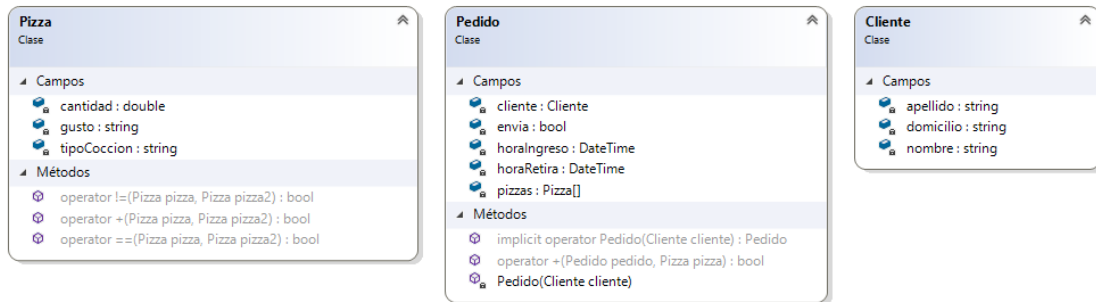 Pizza
Clase
Campos
cantidad : double
gusto : string
tipoCoccion : string
Métodos
operator !=(Pizza pizza, Pizza pizza2) : bool
operator +(Pizza pizza, Pizza pizza2) : bool
operator ==(Pizza pizza, Pizza pizza2) : bool
Pedido
Clase
Campos
cliente : Cliente
envia : bool
horaIngreso : DateTime
horaRetira : DateTime
pizzas : Pizza[]
Métodos
implicit operator Pedido(Cliente cliente) : Pedido
operator +(Pedido pedido, Pizza pizza) : bool
Pedido(Cliente cliente)
Cliente
Clase
Campos
apellido : string
domicilio : string
nombre : string